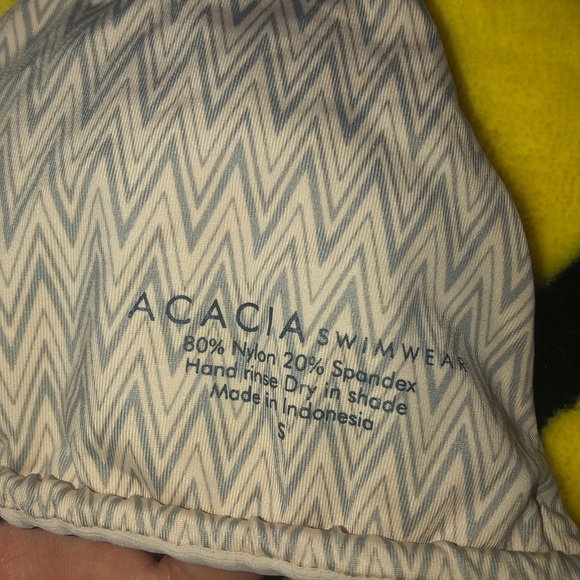 ACACIA SWIMWEAR
80% Nylon 20% Spandex
Hand rinse Dry in shade
Made in Indonesia
S